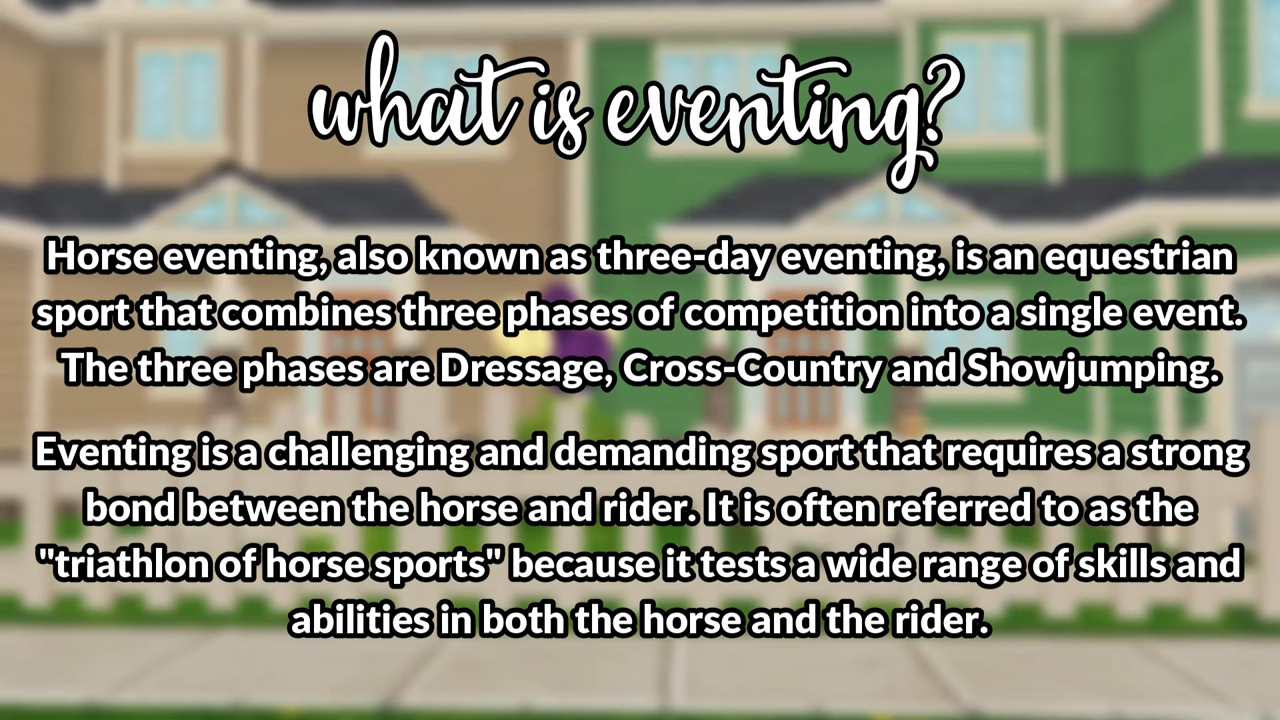 what is eventing?
Horse eventing, also known as three-day eventing, is an equestrian
sport that combines three phases of competition into a single event.
The three phases are Dressage, Cross-Country and Showjumping.
Eventing is a challenging and demanding sport that requires a strong
bond between the horse and rider. It is often referred to as the
"triathlon of horse sports" because it tests a wide range of skills and
abilities in both the horse and the rider.